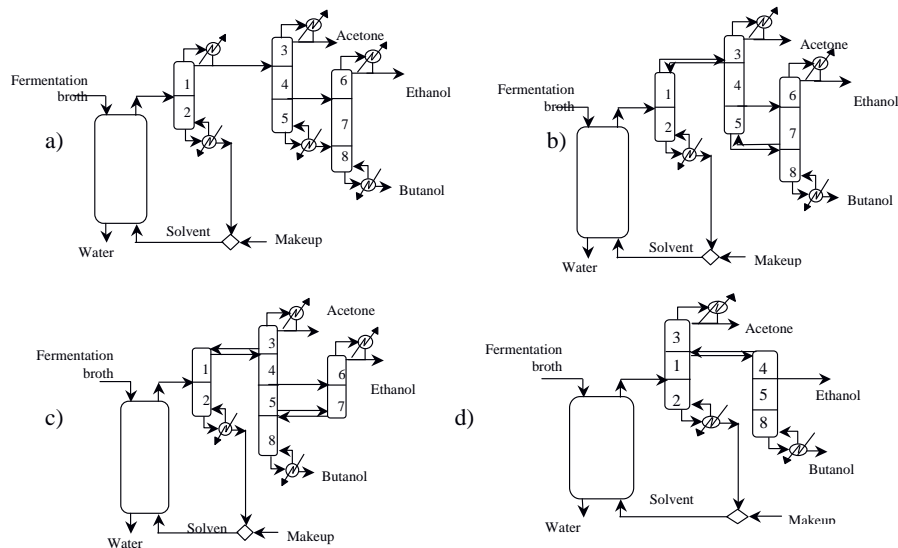 Acetone
Fermentation
broth
3
6
1
4
Ethanol
2
5
7
a)
8
Butanol
Solvent
Makeup
Water
3
Acetone
6
Fermentation
broth
1
4
Ethanol
2
5
7
b)
8
Butanol
Solvent
Makeup
Water
Acetone
3
Fermentation
broth
1
4
6
Ethanol
2
5
7
c)
8
Butanol
Solven
Makeup
Water
3
Acetone
Fermentation
broth
1
4
5
Ethanol
2
8
d)
Butanol
Solvent
Makeup
Water